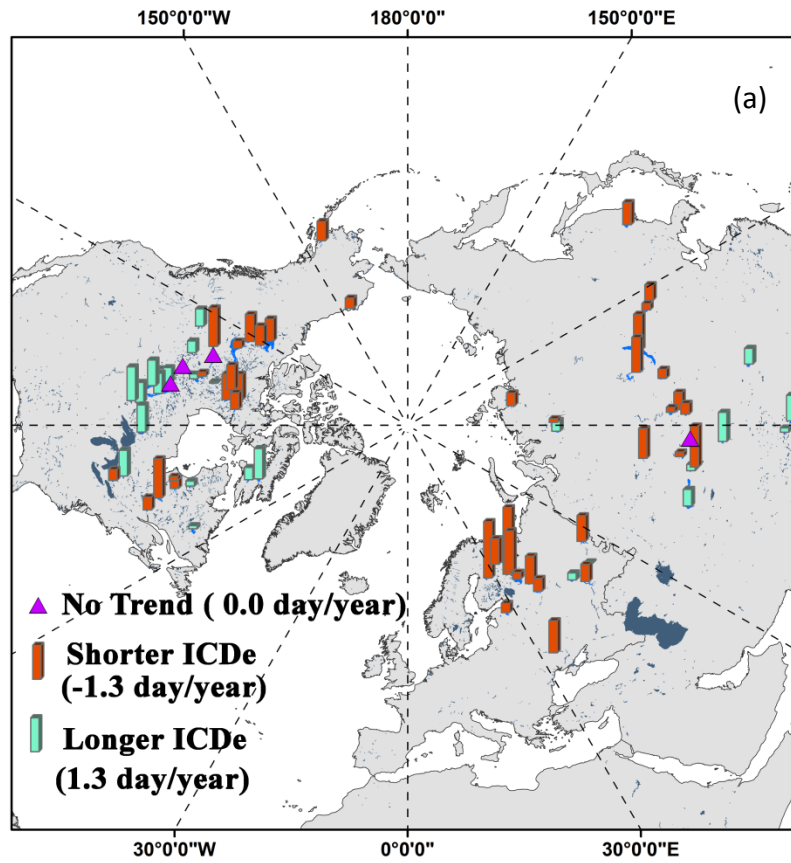 150°0'0"W 180°0'0" 150°0'0"E
(a)
No Trend ( 0.0 day/year)
Shorter ICDe
(-1.3 day/year)
Longer ICDe
(1.3 day/year)
30°0'0"W 0°0'0" 30°0'0"E